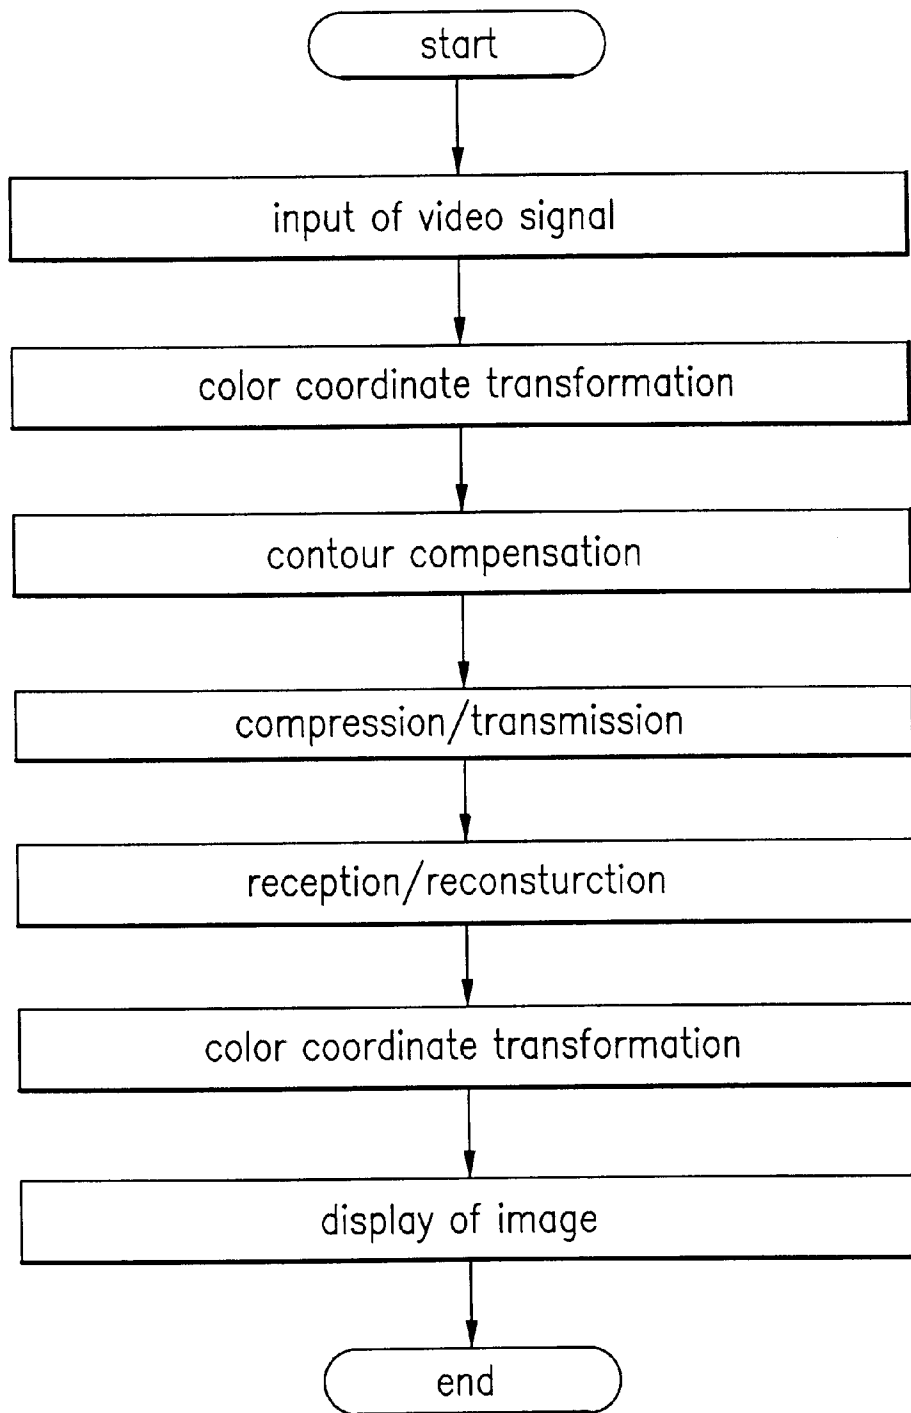 start
input of video signal
color coordinate transformation
contour compensation
compression/transmission
reception/reconsturction
color coordinate transformation
display of image
end